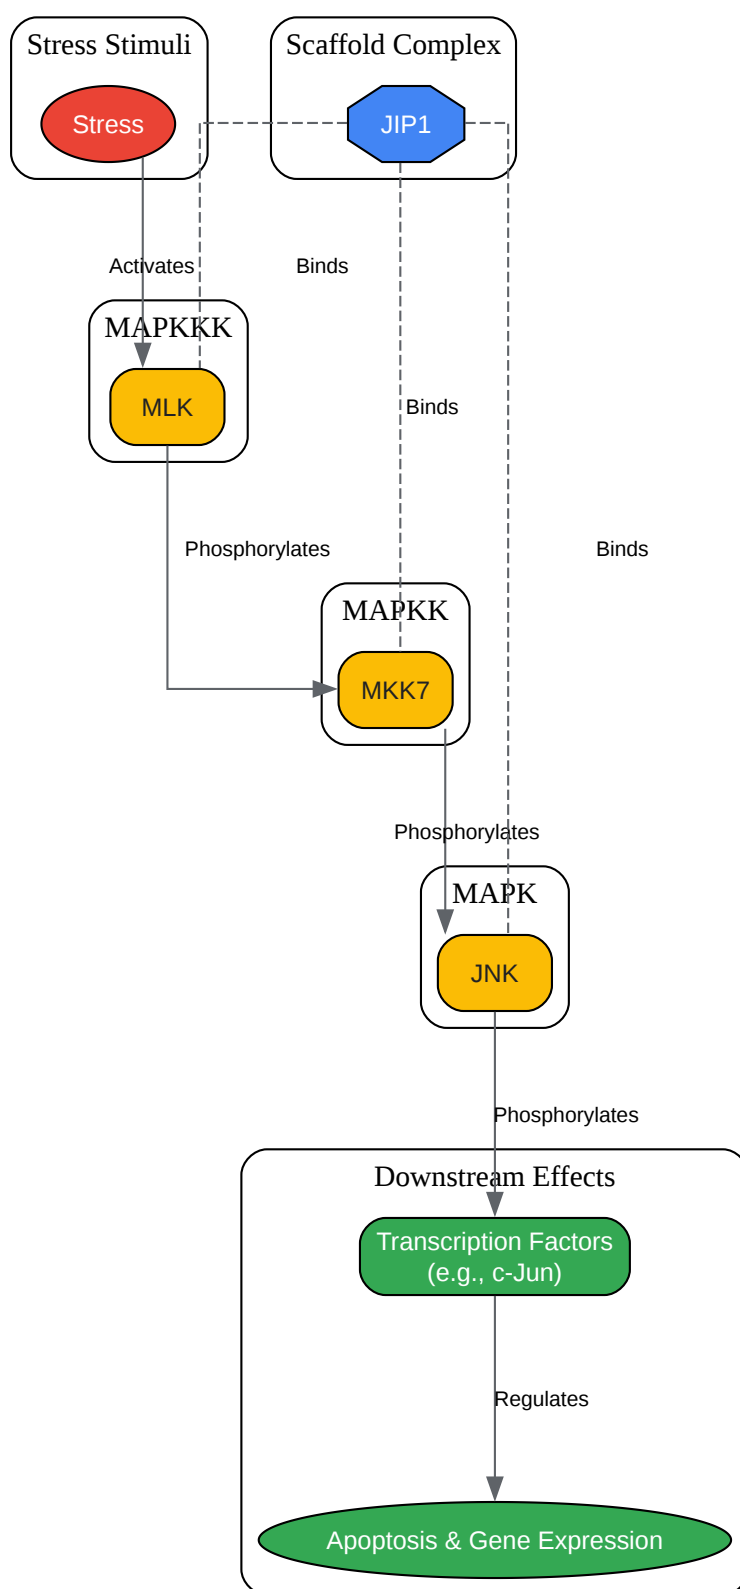 Stress Stimuli
Scaffold Complex
Stress
JIP1
Activates
Binds
MAPKKK
MLK
Binds
Phosphorylates
Binds
MAPKK
MKK7
Phosphorylates
MAPK
JNK
Phosphorylates
Downstream Effects
Transcription Factors
(e.g., c-Jun)
Regulates
Apoptosis & Gene Expression